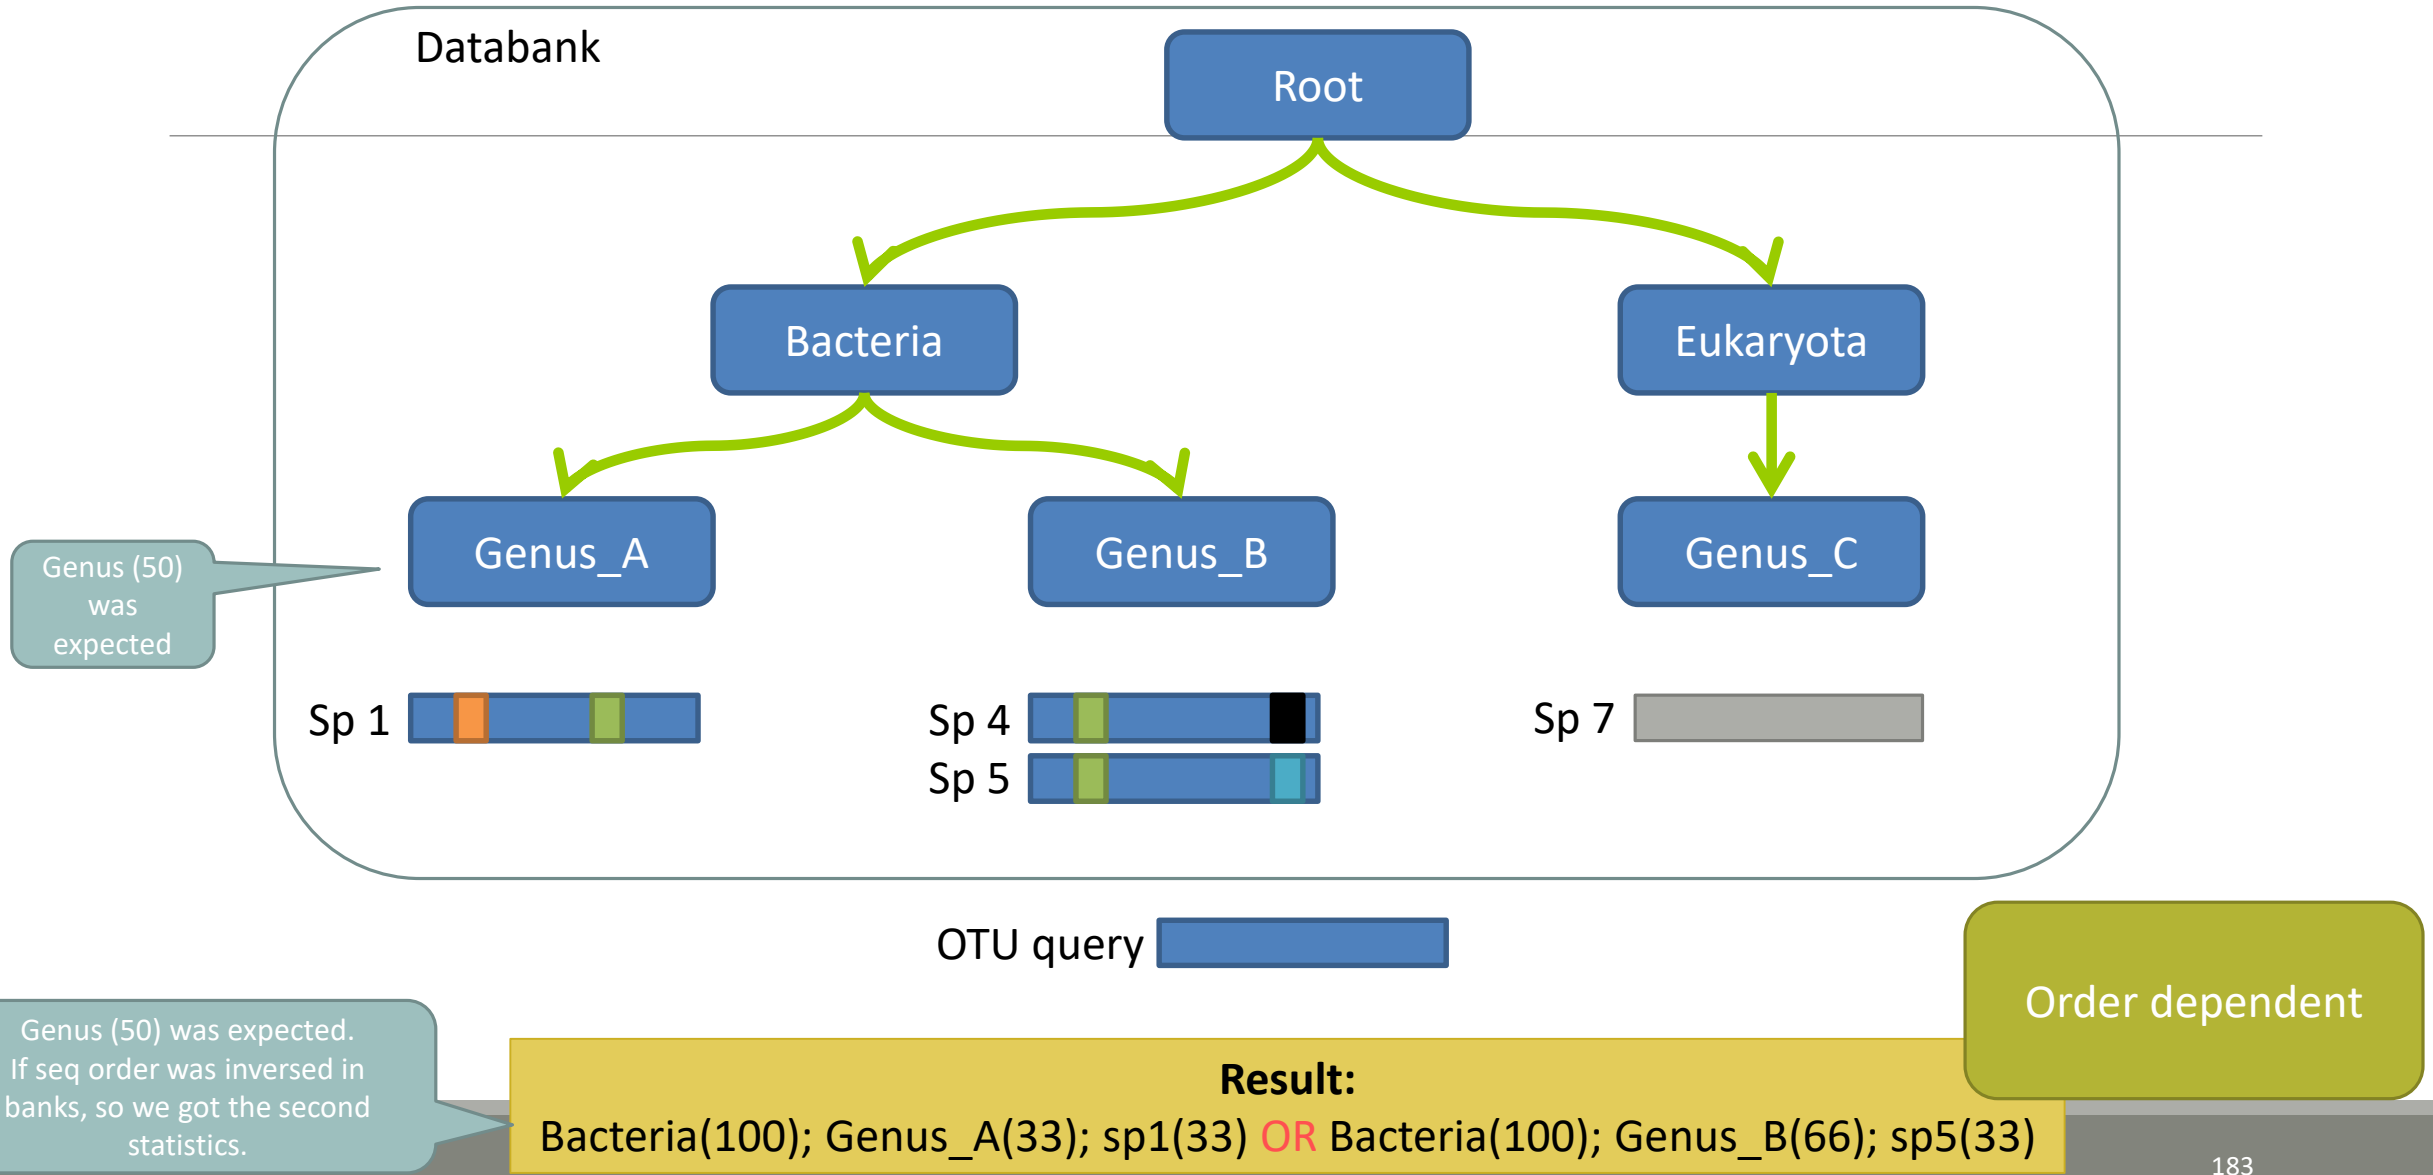 Databank
Root
Bacteria
Eukaryota
Genus_A
Genus_B
Genus_C
Genus (50)
was
expected
Sp 1
Sp 4
Sp 7
Sp 5
OTU query
Order dependent
Genus (50) was expected.
If seq order was inversed in
banks, so we got the second
statistics.
Result:
Bacteria(100); Genus_A(33); sp1(33) OR Bacteria(100); Genus_B(66); sp5(33)
183